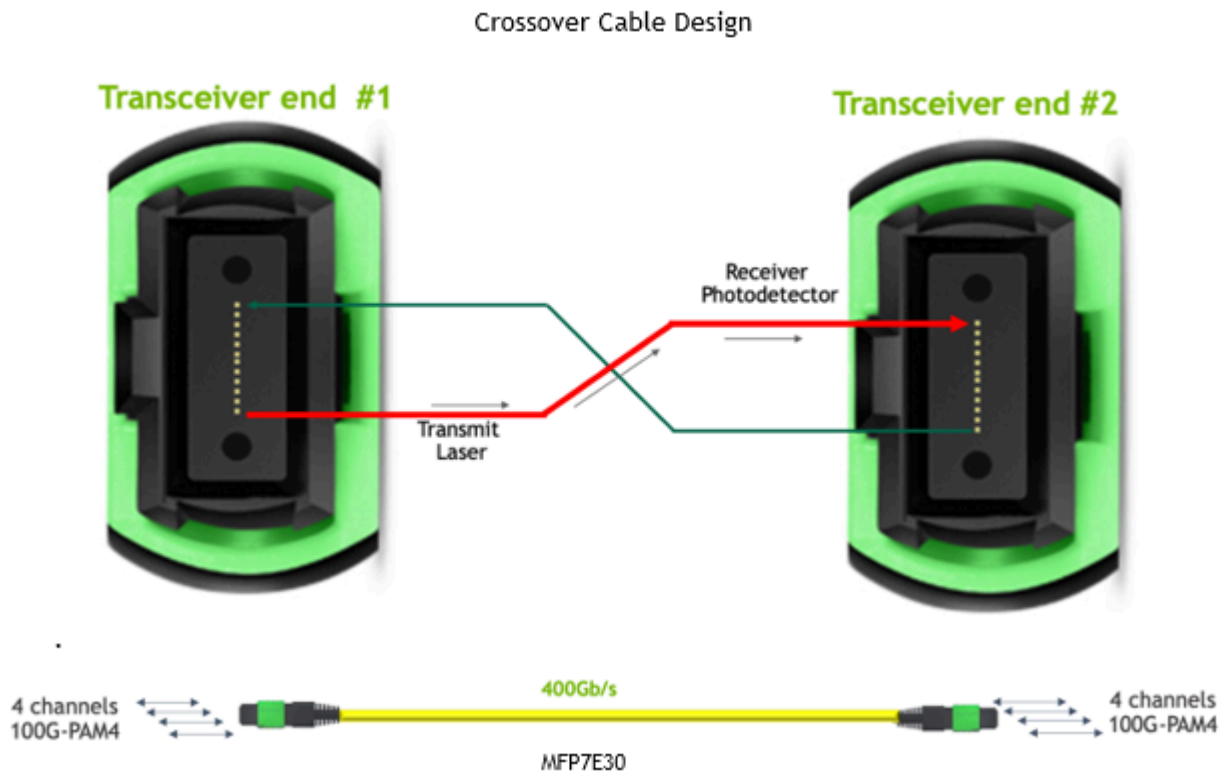 Crossover Cable Design
Transceiver end #1
Transceiver end #2
Receiver
Photodetector
Transmit
Laser
400Gb/s
4 channels
100G-PAM4
4 channels
100G-PAM4
MFP7E30